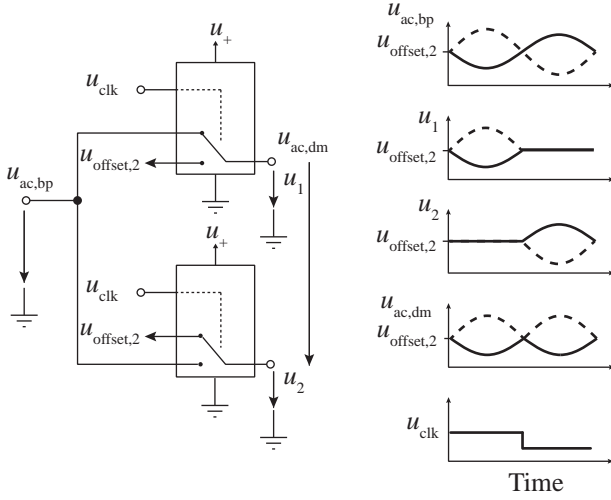 u+
uclk
uac,dm
uoffset,2
u1
uac,bp
u+
uclk
uoffset,2
u2
uac,bp
uoffset,2
u1
uoffset,2
u2
uoffset,2
uac,dm
uoffset,2
uclk
Time